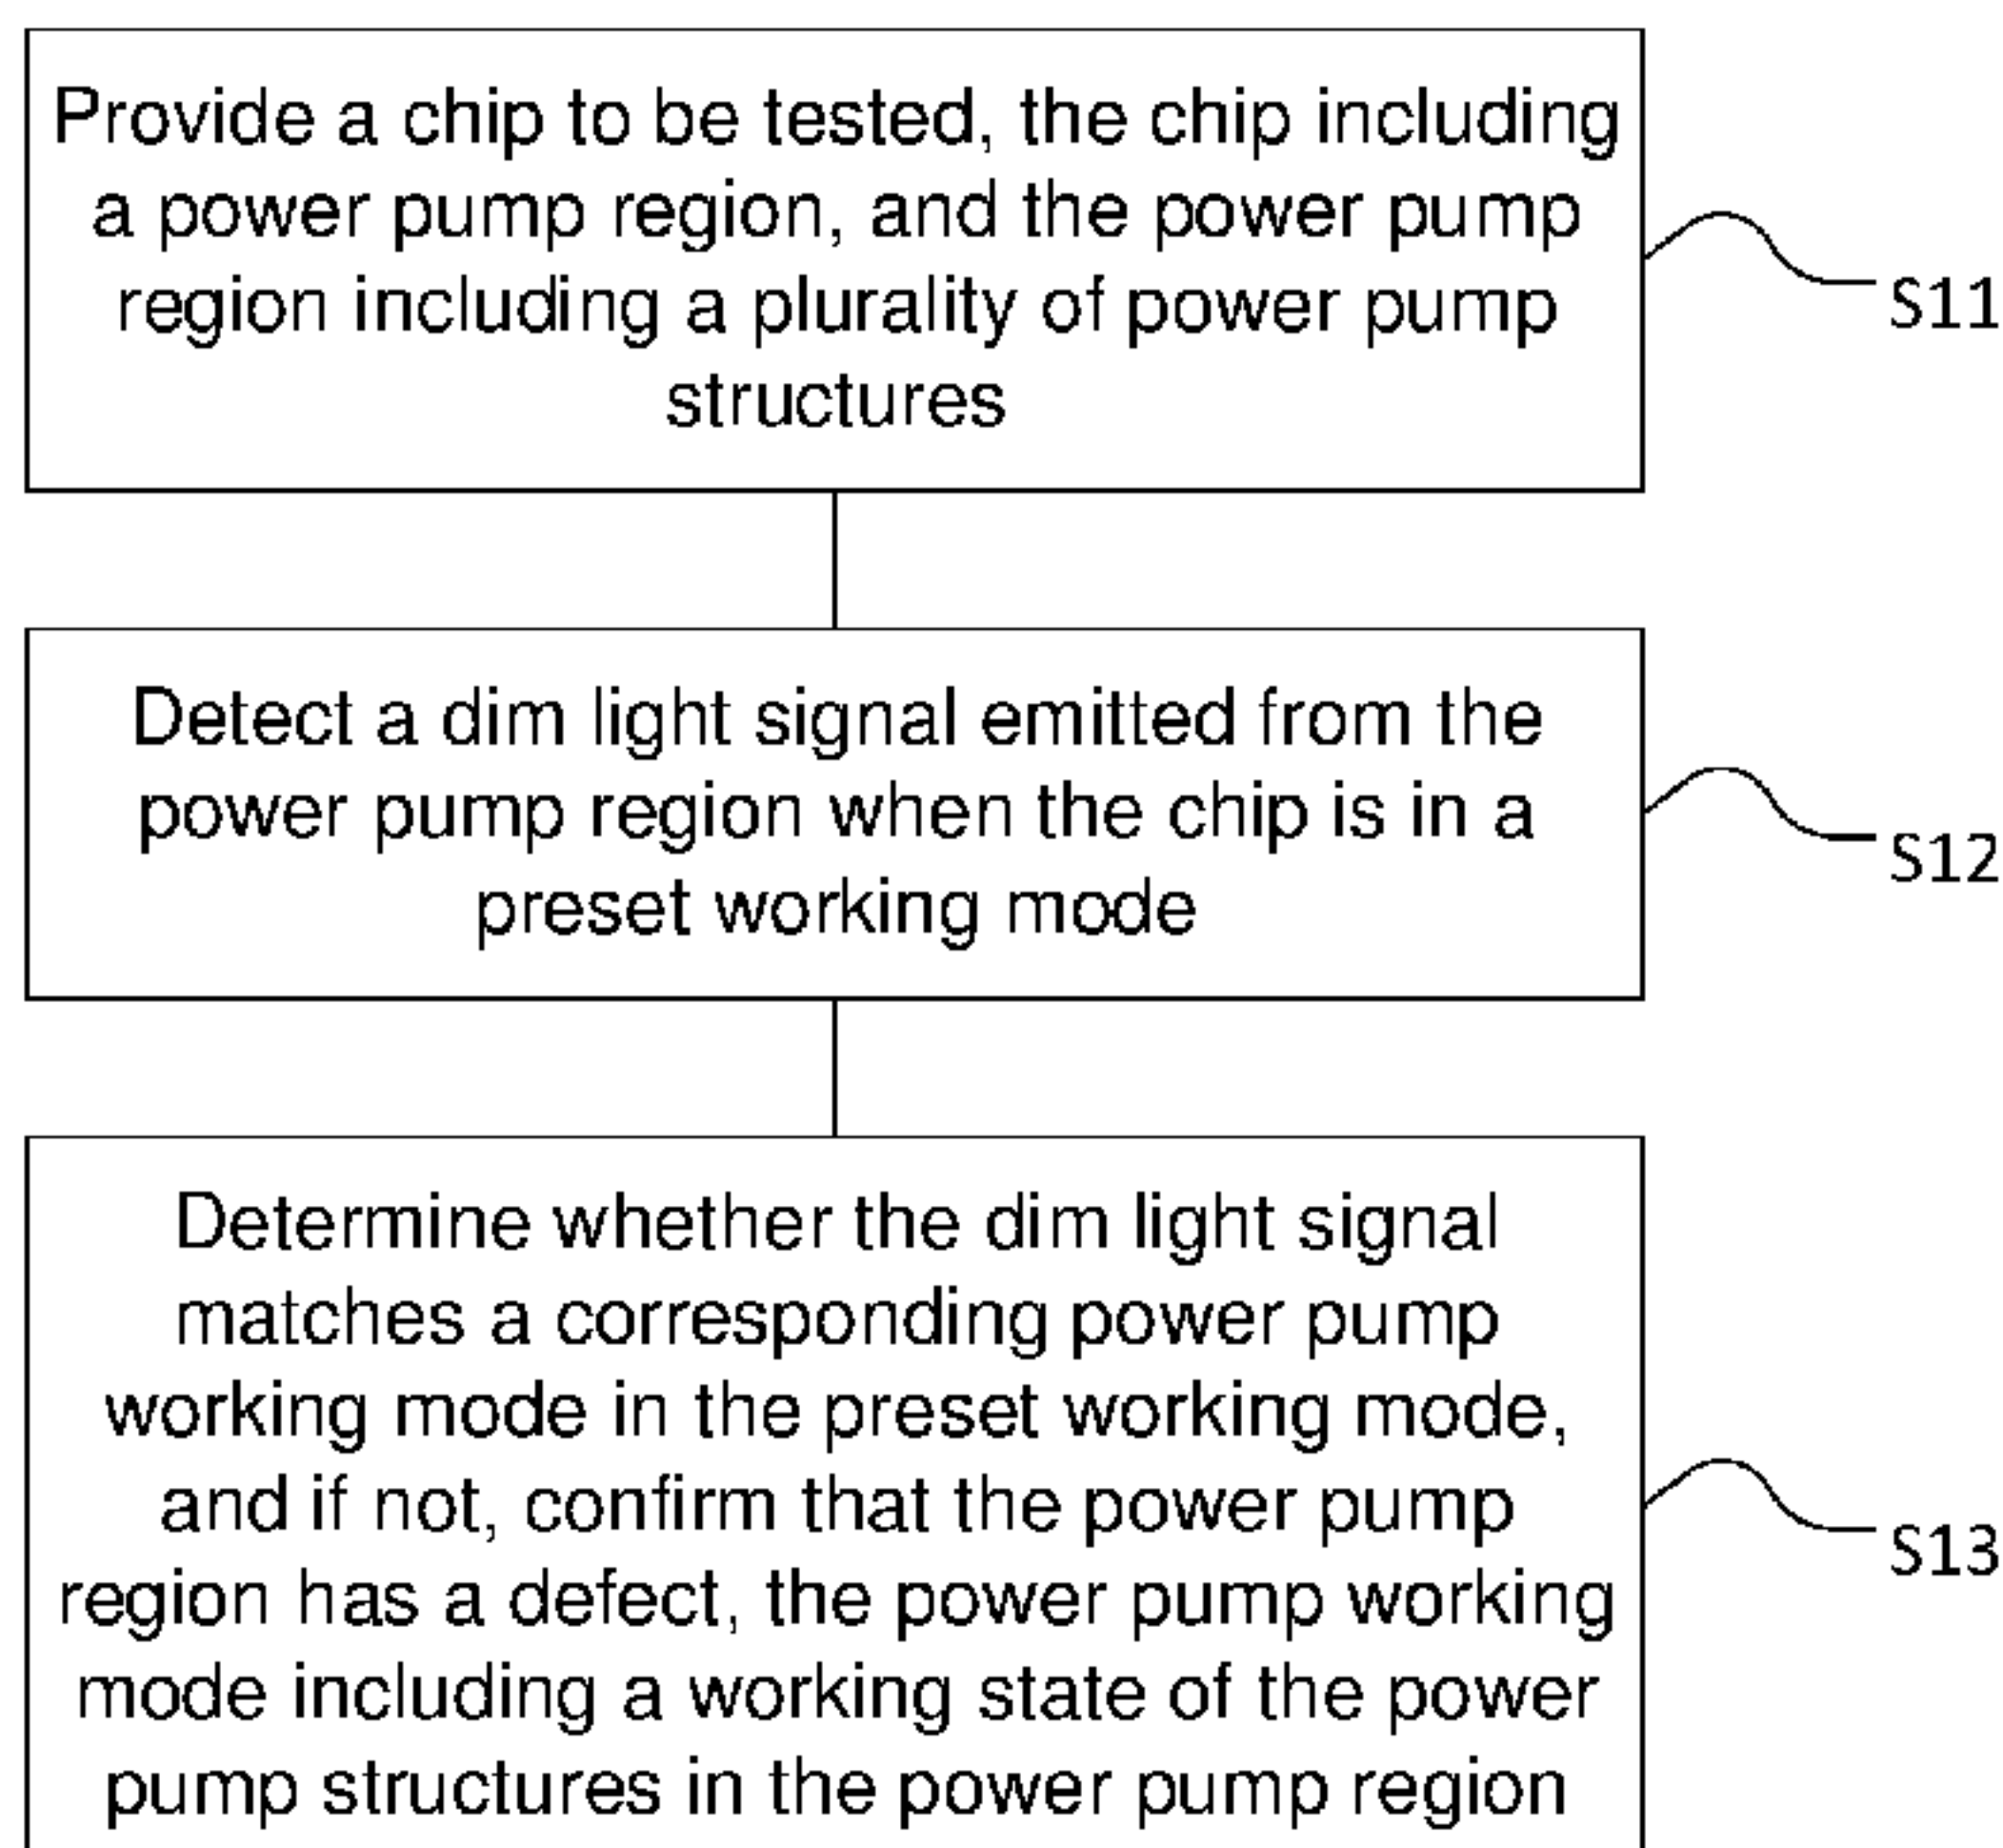 Provide a chip to be tested, the chip including
a power pump region, and the power pump
region including a plurality of power pump
structures
S11
Detect a dim light signal emitted from the
power pump region when the chip is in a
preset working mode
S12
Determine whether the dim light signal
matches a corresponding power pump
working mode in the preset working mode,
and if not, confirm that the power pump
region has a defect, the power pump working
mode including a working state of the power
pump structures in the power pump region
S13